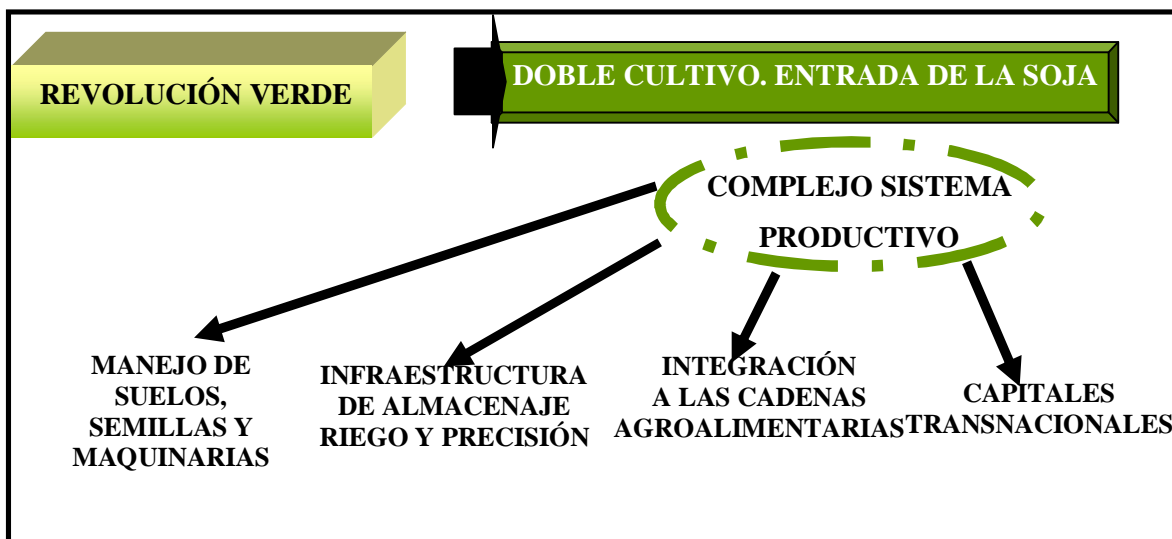 REVOLUCIÓN VERDE
DOBLE CULTIVO. ENTRADA DE LA SOJA
COMPLEJO SISTEMA
PRODUCTIVO
MANEJO DE
SUELOS,
SEMILLAS Y
MAQUINARIAS
INFRAESTRUCTURA
DE ALMACENAJE
RIEGO Y PRECISIÓN
INTEGRACIÓN
A LAS CADENAS
AGROALIMENTARIAS
CAPITALES
TRANSNACIONALES